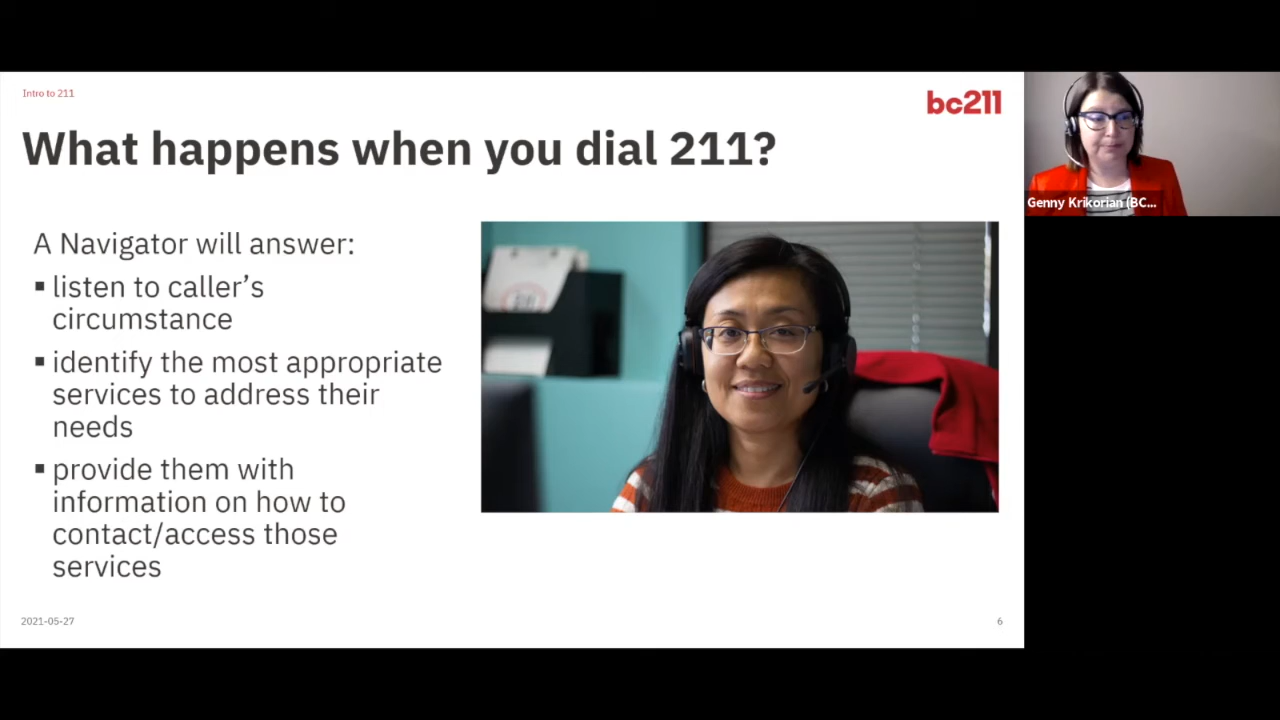 Intro to 211
bc211
What happens when you dial 211?
Genny Krikorian (BC...
A Navigator will answer:
▪ listen to caller’s
circumstance
▪ identify the most appropriate
services to address their
needs
▪ provide them with
information on how to
contact/access those
services
2021-05-27
6